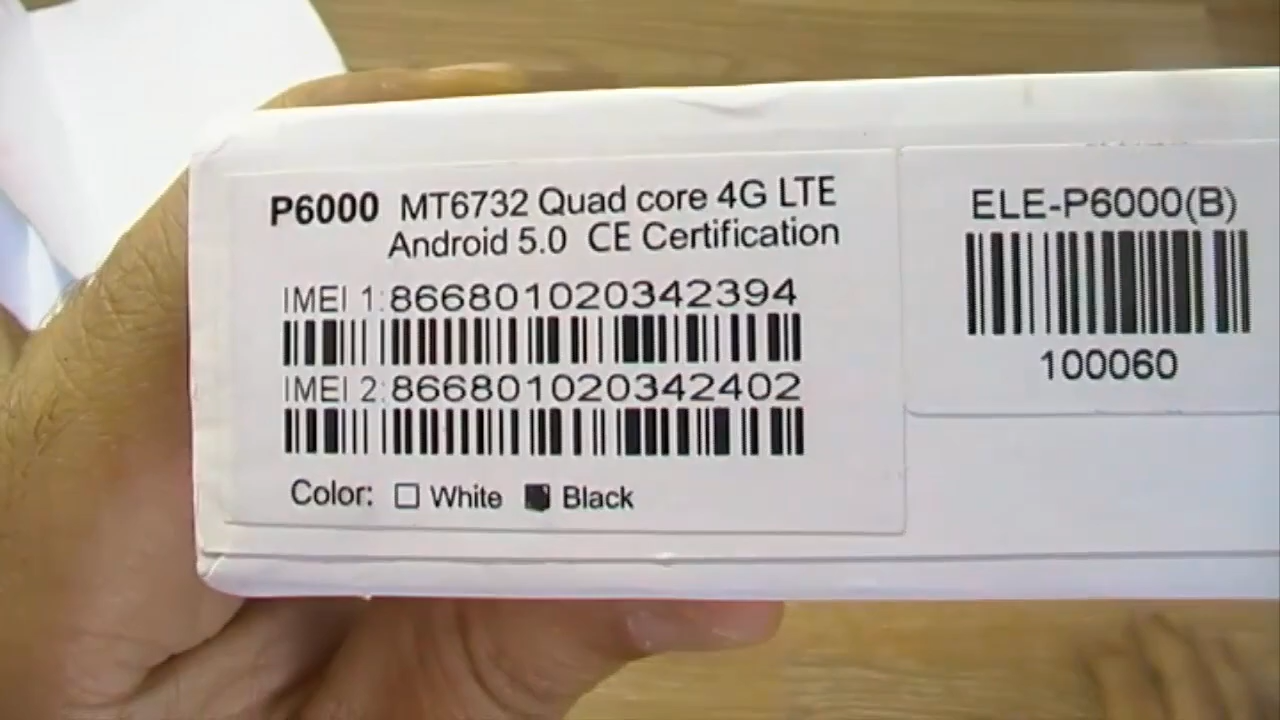 P6000 MT6732 Quad core 4G LTE
Android 5.0 CE Certification
IMEI 1:866801020342394
IMEI 2:866801020342402
Color: White Black
ELE-P6000(B)
100060